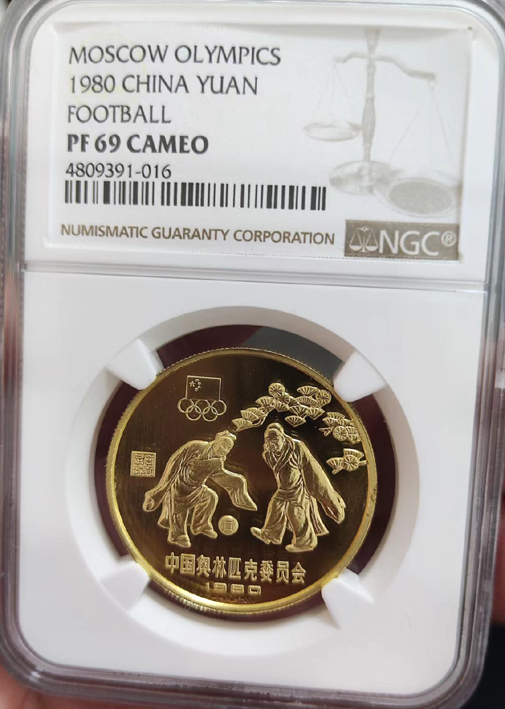 MOSCOW OLYMPICS
1980 CHINA YUAN
FOOTBALL
PF 69 CAMEO
4809391-016
NUMISMATIC GUARANTY CORPORATION
NGC®
中国奥林匹克委员会
1980